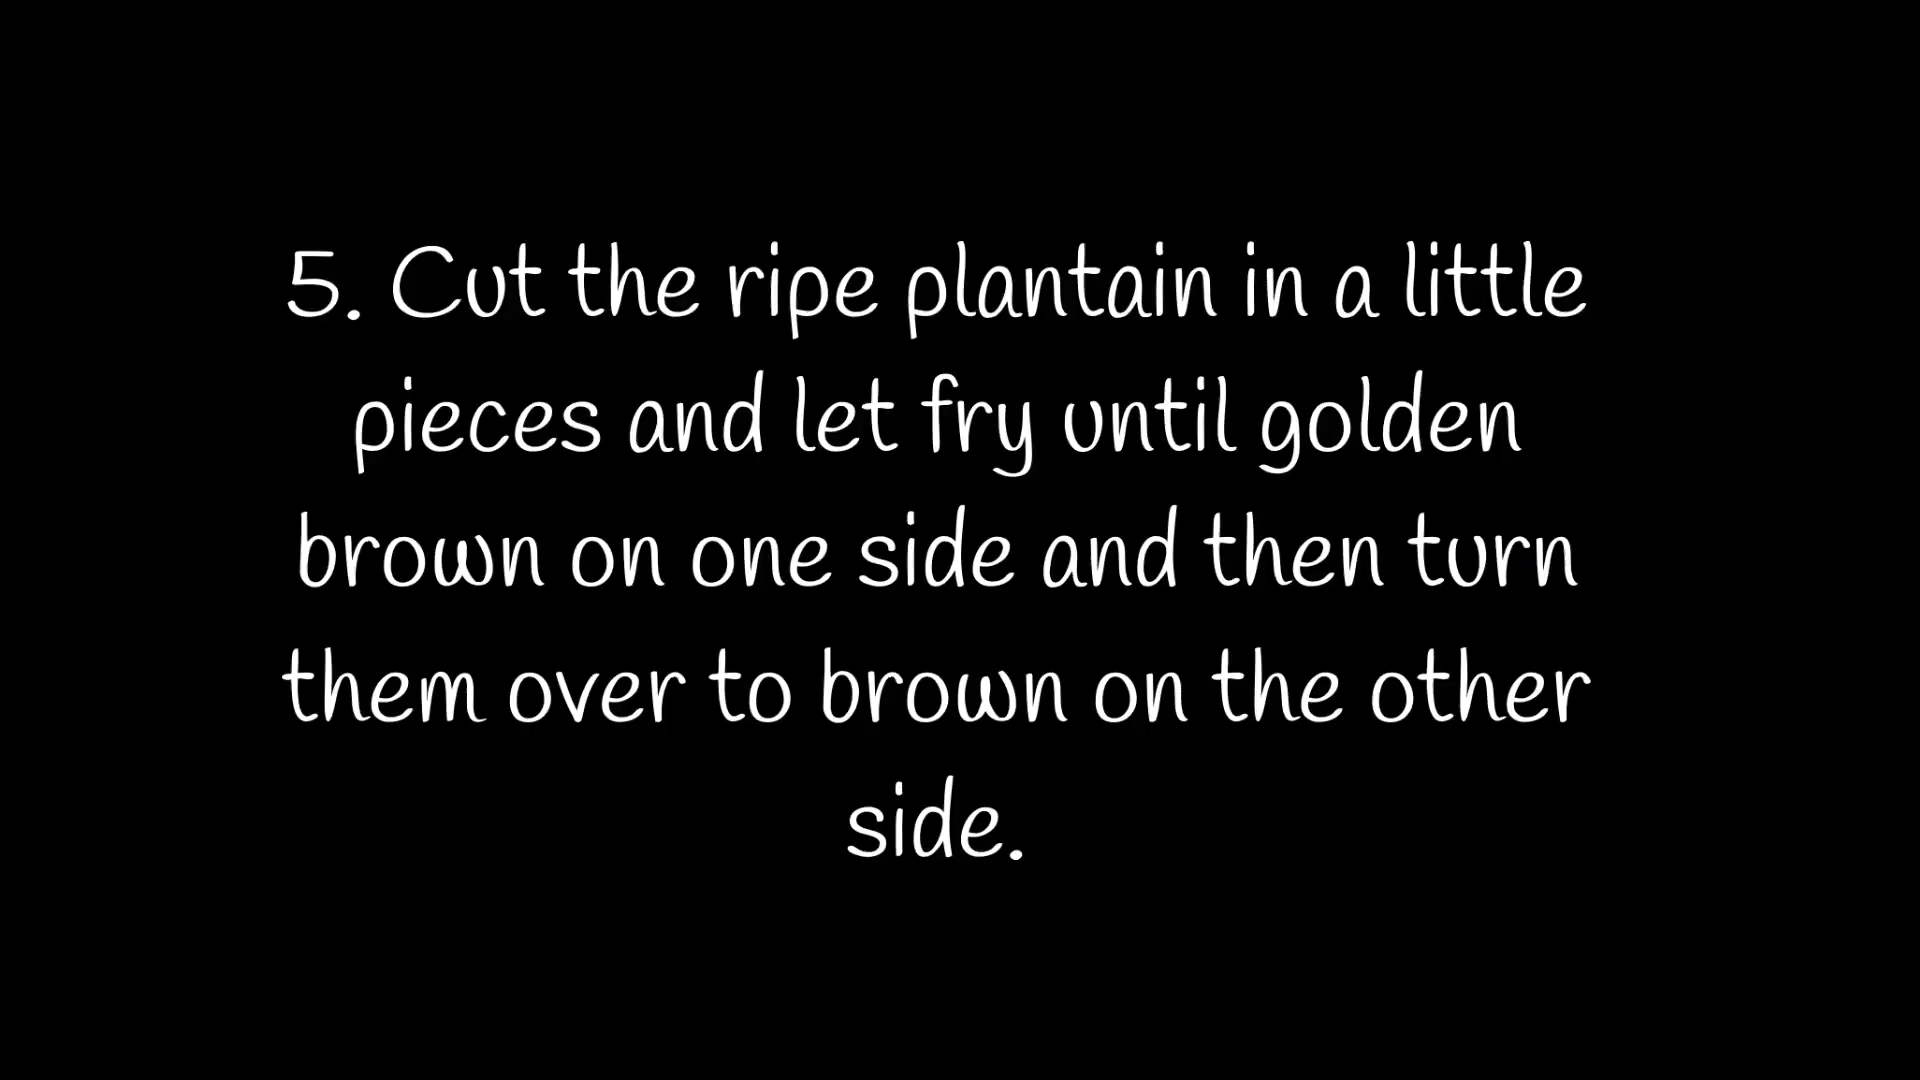 5. Cut the ripe plantain in a little
pieces and let fry until golden
brown on one side and then turn
them over to brown on the other
side.